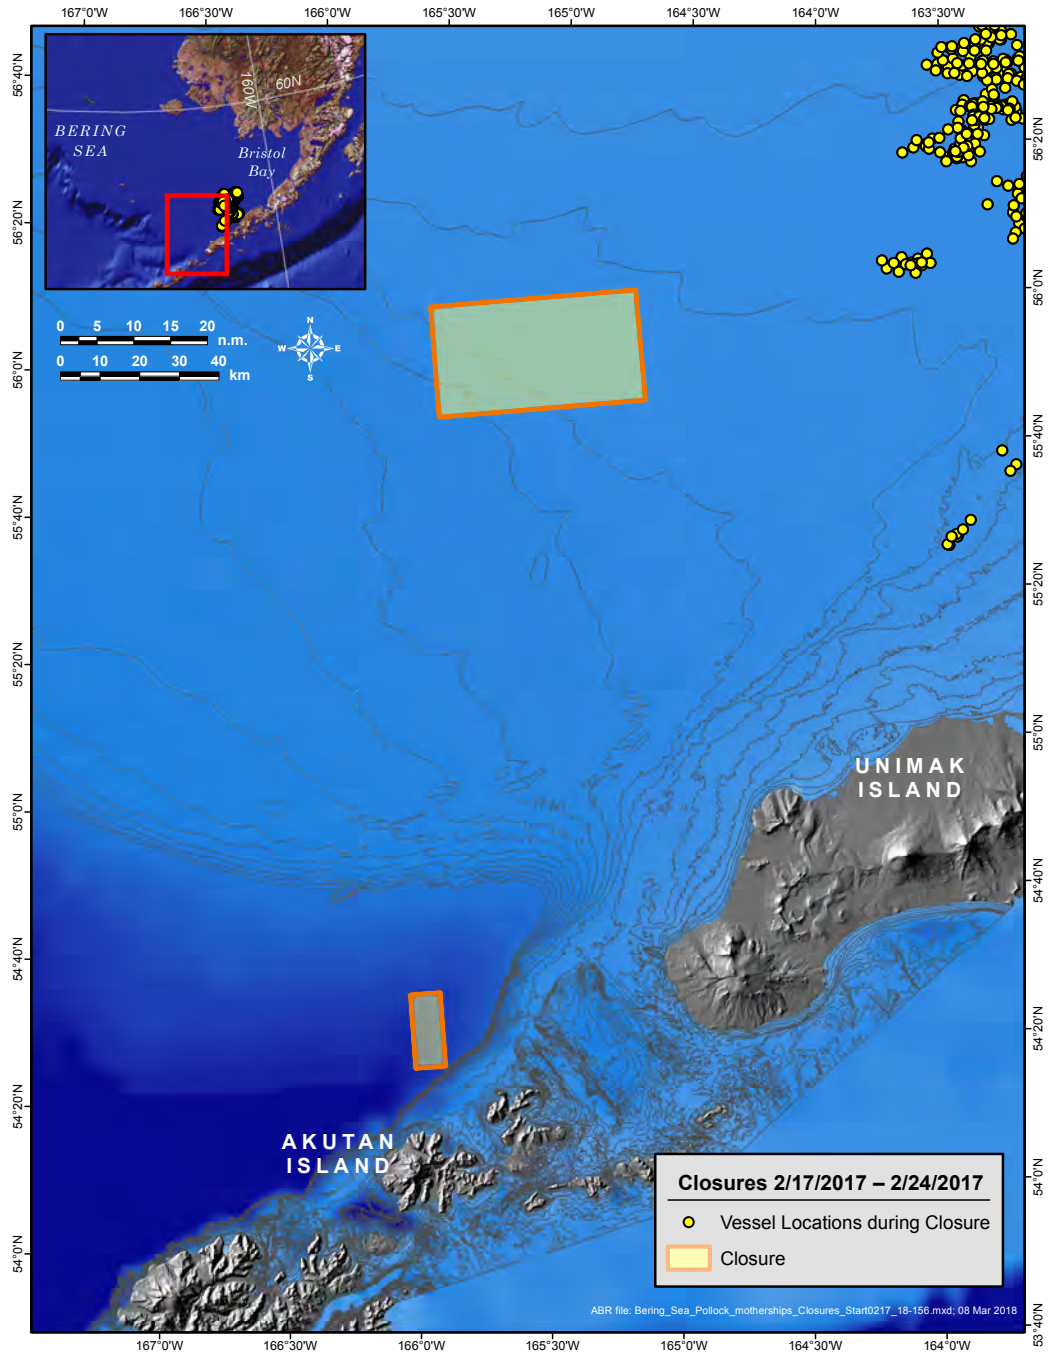 167°0'W 166°30'W 166°0'W 165°30'W 165°0'W 164°30'W 164°0'W 163°30'W
56°40'N
56°20'N
56°0'N
55°40'N
55°20'N
55°0'N
54°40'N
54°20'N
54°0'N
160W
60N
BERING
SEA
Bristol
Bay
0 5 10 15 20
n.m.
0 10 20 30 40
km
N
W E
S
UNIMAK
ISLAND
AKUTAN
ISLAND
Closures 2/17/2017 – 2/24/2017
Vessel Locations during Closure
Closure
ABR file: Bering_Sea_Pollock_motherships_Closures_Start0217_18-156.mxd; 08 Mar 2018
56°20'N
56°0'N
55°40'N
55°20'N
55°0'N
54°40'N
54°20'N
54°0'N
53°40'N
167°0'W 166°30'W 166°0'W 165°30'W 165°0'W 164°30'W 164°0'W